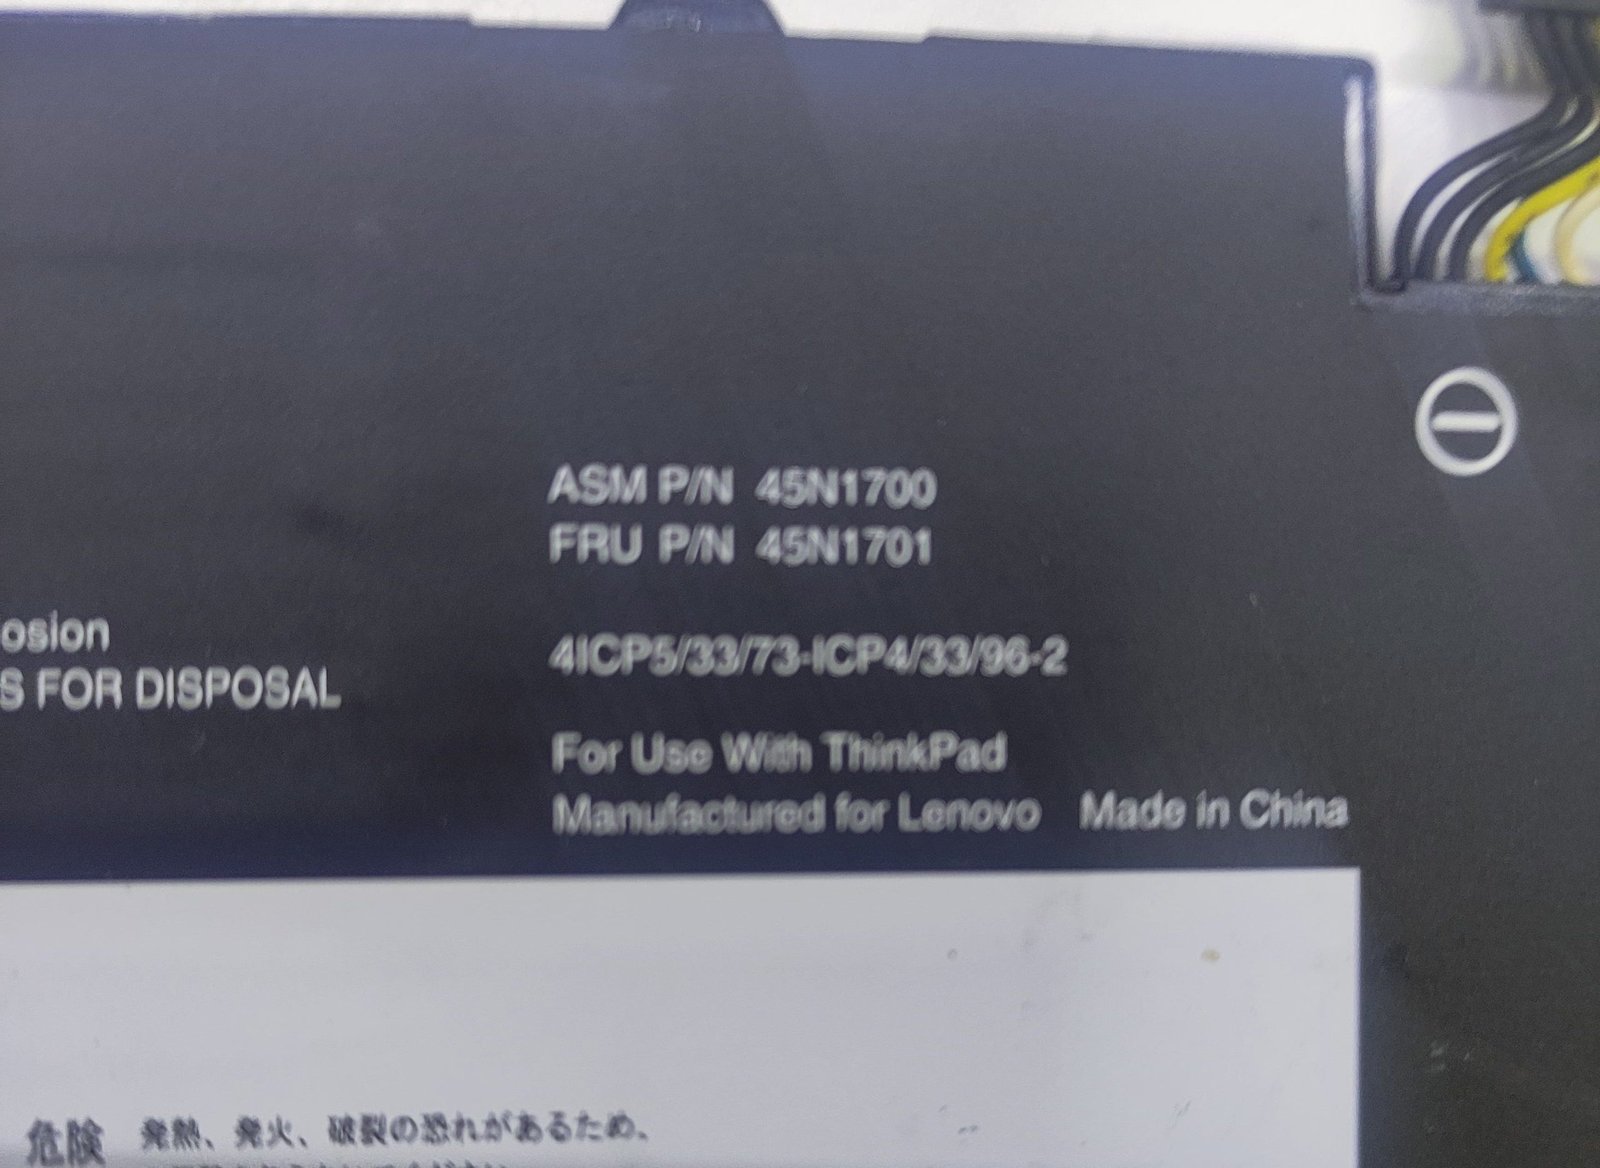 ASM P/N 45N1700
FRU P/N 45N1701
osion
S FOR DISPOSAL
4ICP5/33/73-ICP4/33/96-2
For Use With ThinkPad
Manufactured for Lenovo Made in China
危険 発熱、発火、破裂の恐れがあるため、